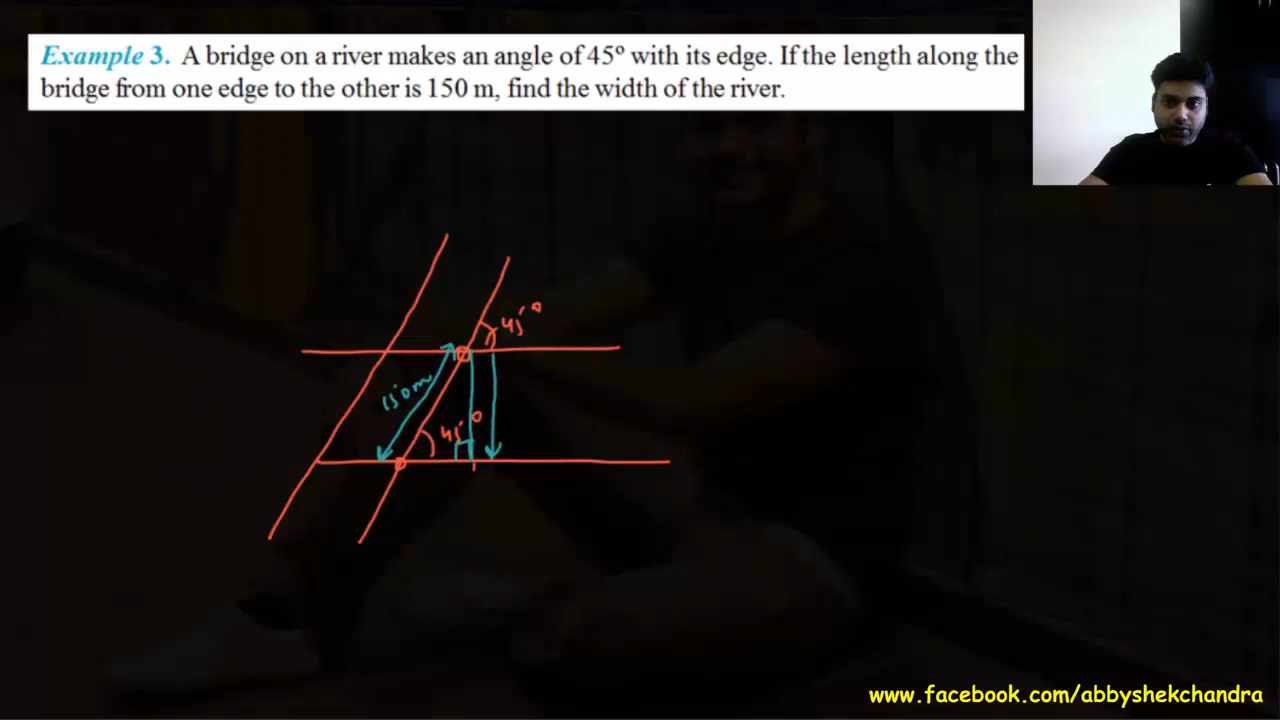 Example 3. A bridge on a river makes an angle of 45º with its edge. If the length along the
bridge from one edge to the other is 150 m, find the width of the river.
45°
150m
45°
www.facebook.com/abbyshekchandra